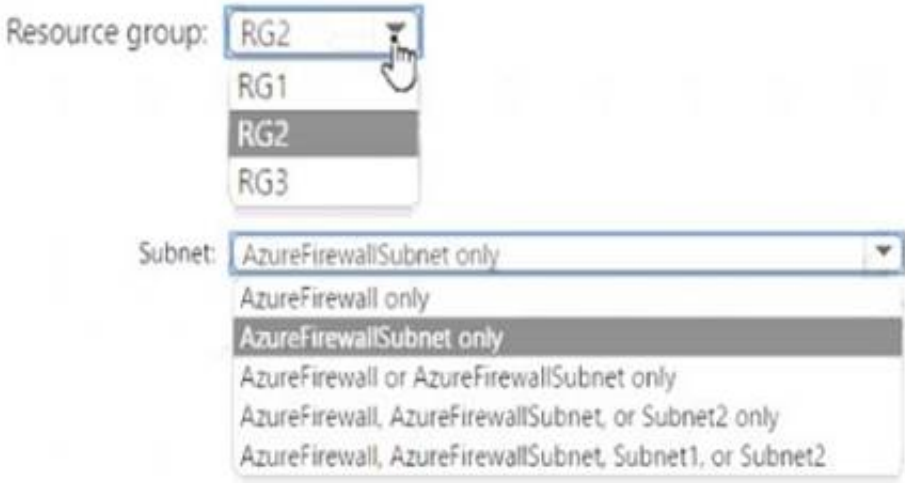 Resource group: RG2
RG1
RG2
RG3
Subnet: AzureFirewallSubnet only
AzureFirewall only
AzureFirewallSubnet only
AzureFirewall or AzureFirewallSubnet only
AzureFirewall, AzureFirewallSubnet, or Subnet2 only
AzureFirewall, AzureFirewallSubnet, Subnet1, or Subnet2